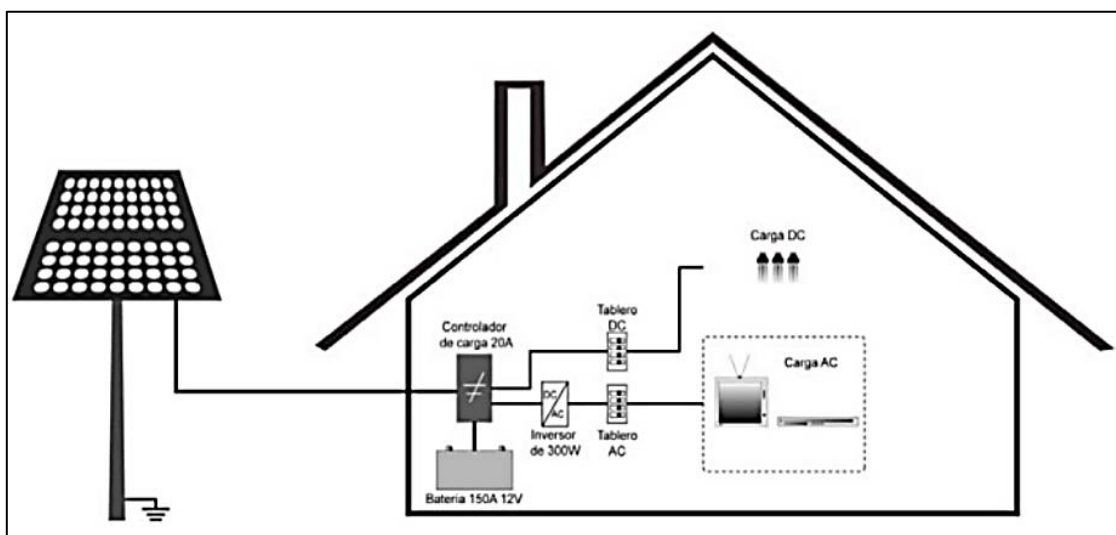 Carga DC
Tablero
DC
Controlador
de carga 20A
Carga AC
DC
AC
Inversor
de 300W
Tablero
AC
Bateria 150A 12V